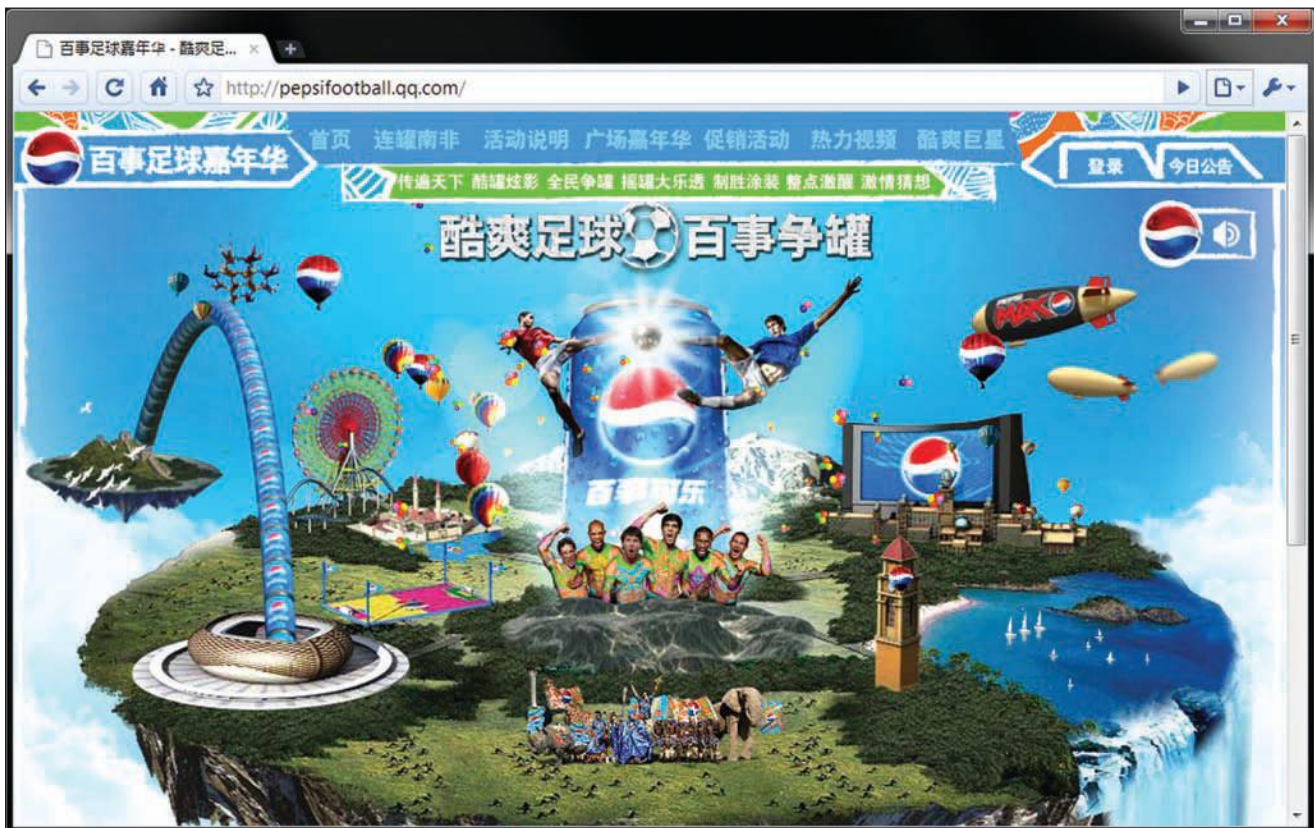 百事足球嘉年华 - 酷爽足...
http://pepsifootball.qq.com/
百事足球嘉年华
首页 连罐南非 活动说明 广场嘉年华 促销活动 热力视频 酷爽巨星
登录 今日公告
传遍天下 酷罐炫影 全民争罐 摇罐大乐透 制胜涂装 整点激醒 激情猜想
酷爽足球 百事争罐
MAX
百事可乐